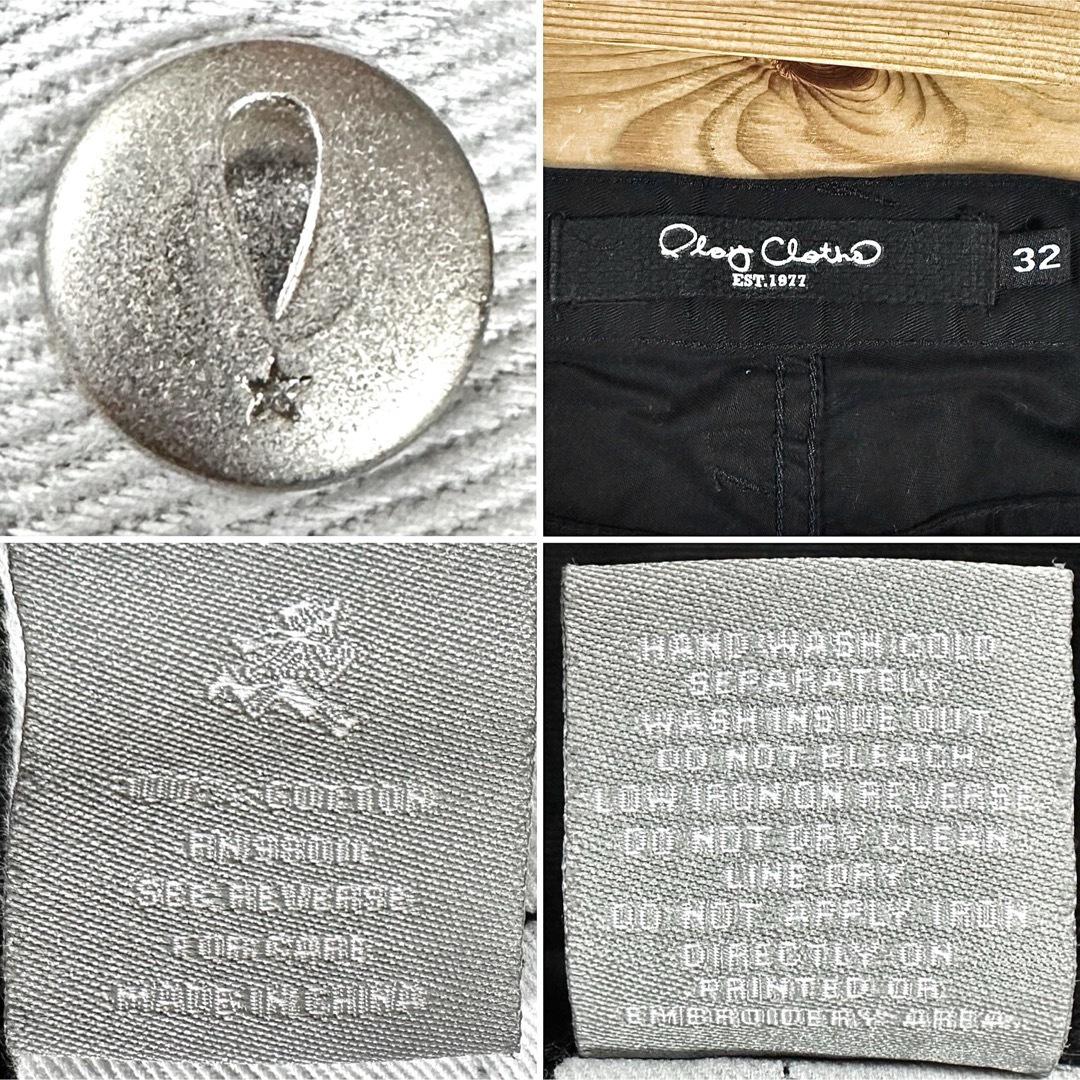 Play Cloths
EST.1977
32
100% COTTON
SEE REVERSE
FOR CARE
MADE IN CHINA
HAND WASH COLD
SEPARATELY.
WASH INSIDE OUT.
DO NOT BLEACH
LOW IRON ON REVERSE
DO NOT DRY CLEAN
LINE DRY.
DO NOT APPLY IRON
DIRECTLY ON
PRINTED OR
EMBROIDERY AREA.